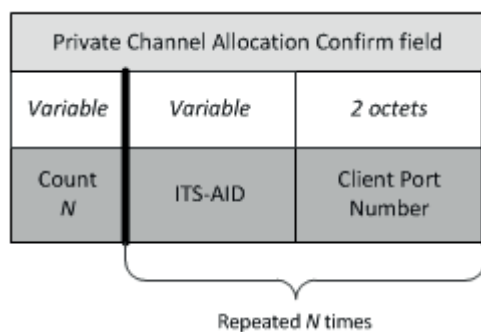 Private Channel Allocation Confirm field
Variable Variable 2 octets
Count N ITS-AID Client Port Number
Repeated N times